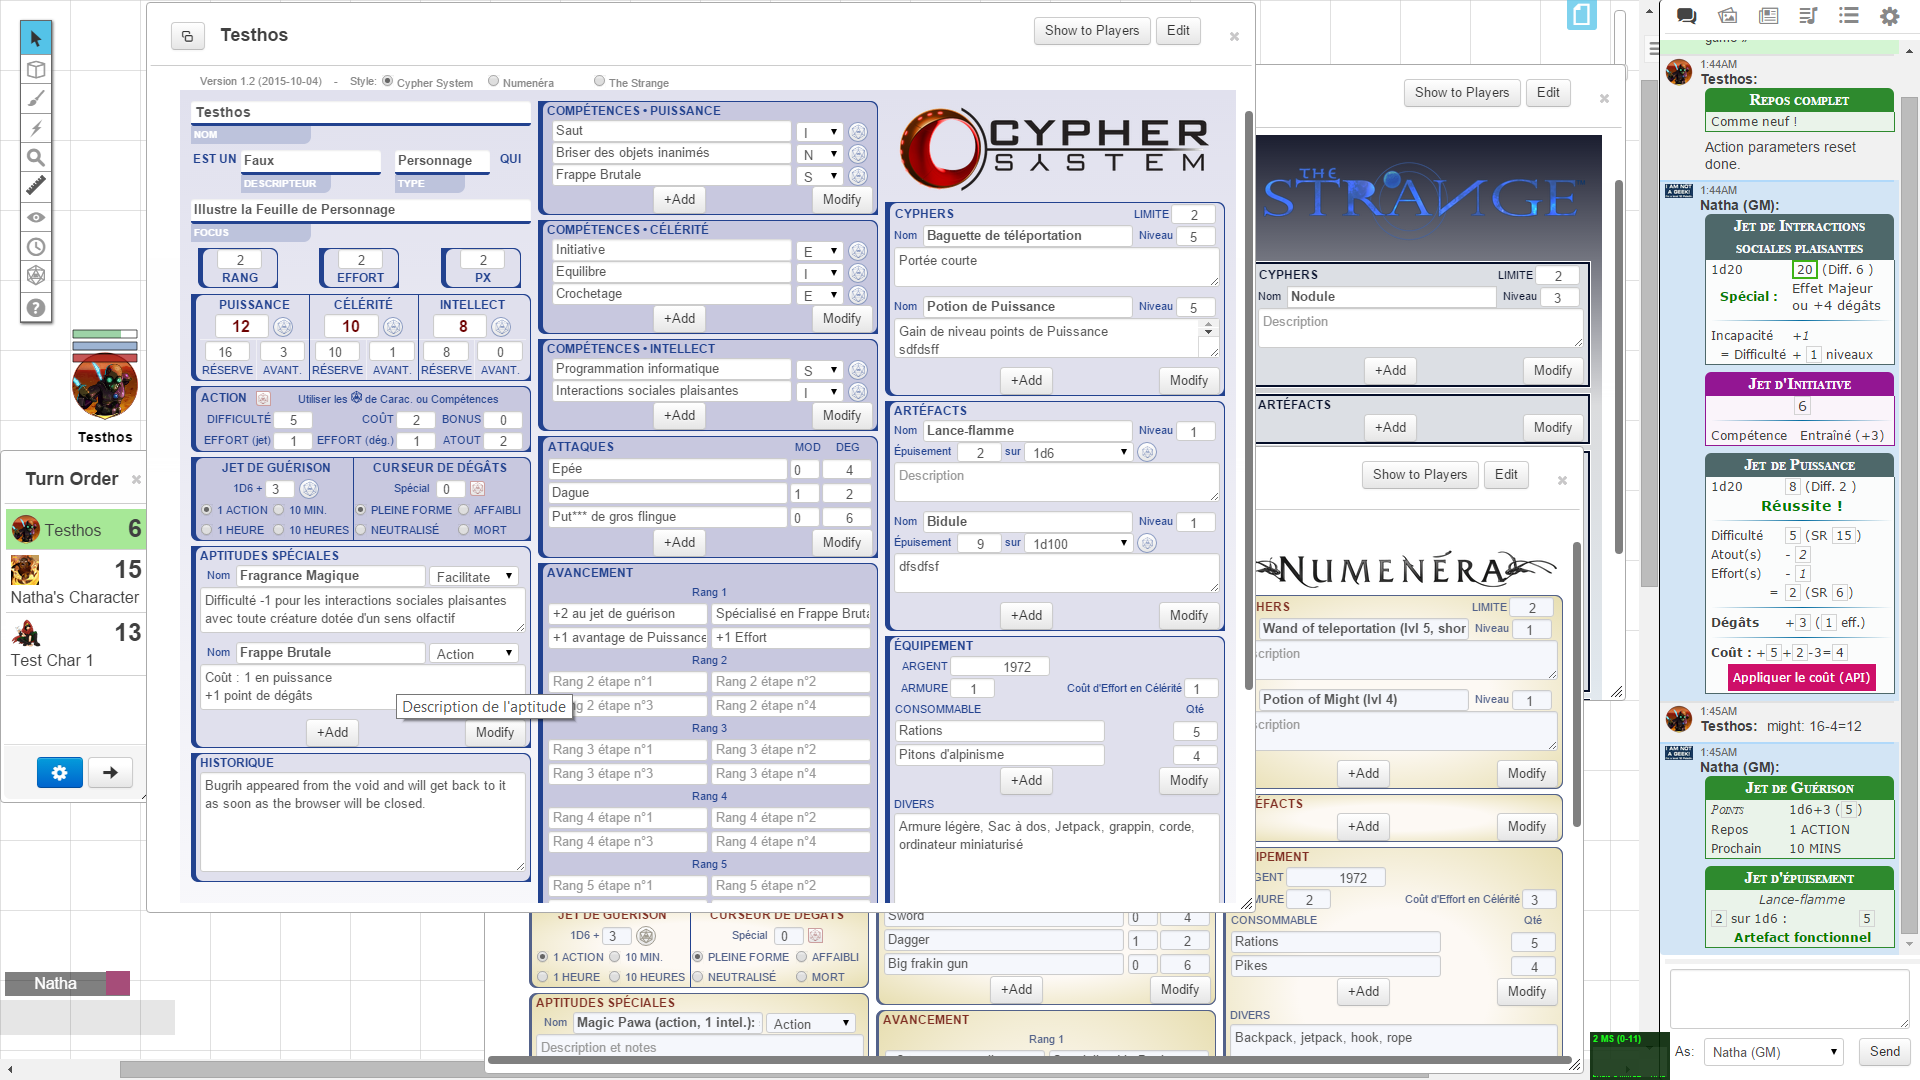 Testhos
Show to Players
Edit
Version 1.2 (2015-10-04) - Style: Cypher System Numenéra The Strange
Testhos
NOM
EST UN Faux Personnage QUI
DESCRIPTEUR TYPE
Illustre la Feuille de Personnage
FOCUS
2 2 2
RANG EFFORT PX
PUISSANCE CÉLÉRITÉ INTELLECT
12 10 8
16 3 10 1 8 0
RÉSERVE AVANT. RÉSERVE AVANT. RÉSERVE AVANT.
ACTION Utiliser les de Carac. ou Compétences
DIFFICULTÉ 5 COÛT 2 BONUS 0
EFFORT (jet) 1 EFFORT (dég.) 1 ATOUT 2
JET DE GUÉRISON CURSEUR DE DÉGÂTS
1D6 + 3 Spécial 0
1 ACTION 10 MIN. PLEINE FORME AFFAIBLI
1 HEURE 10 HEURES NEUTRALISÉ MORT
APTITUDES SPÉCIALES
Nom Fragrance Magique Facilitate
Difficulté -1 pour les interactions sociales plaisantes
avec toute créature dotée d'un sens olfactif
Nom Frappe Brutale Action
Coût : 1 en puissance
+1 point de dégâts
Description de l'aptitude
+Add Modify
HISTORIQUE
Bugrih appeared from the void and will get back to it
as soon as the browser will be closed.
COMPÉTENCES • PUISSANCE
Saut I
Briser des objets inanimés N
Frappe Brutale S
+Add Modify
COMPÉTENCES • CÉLÉRITÉ
Initiative E
Equilibre I
Crochetage E
+Add Modify
COMPÉTENCES • INTELLECT
Programmation informatique S
Interactions sociales plaisantes I
+Add Modify
ATTAQUES MOD DEG
Epée 0 4
Dague 1 2
Put*** de gros flingue 0 6
+Add Modify
AVANCEMENT
Rang 1
+2 au jet de guérison Spécialisé en Frappe Bruta
+1 avantage de Puissance +1 Effort
Rang 2
Rang 2 étape n°1 Rang 2 étape n°2
g 2 étape n°3 Rang 2 étape n°4
Rang 3
Rang 3 étape n°1 Rang 3 étape n°2
Rang 3 étape n°3 Rang 3 étape n°4
Rang 4
Rang 4 étape n°1 Rang 4 étape n°2
Rang 4 étape n°3 Rang 4 étape n°4
Rang 5
Rang 5 étape n°1 Rang 5 étape n°2
CYPHER
SYSTEM
CYPHERS LIMITE 2
Nom Baguette de téléportation Niveau 5
Portée courte
Nom Potion de Puissance Niveau 5
Gain de niveau points de Puissance
sdfdsff
+Add Modify
ARTÉFACTS
Nom Lance-flamme Niveau 1
Épuisement 2 sur 1d6
Description
Nom Bidule Niveau 1
Épuisement 9 sur 1d100
dfsdfsf
+Add Modify
ÉQUIPEMENT
ARGENT 1972
ARMURE 1 Coût d'Effort en Célérité 1
CONSOMMABLE Qté
Rations 5
Pitons d'alpinisme 4
+Add Modify
DIVERS
Armure légère, Sac à dos, Jetpack, grappin, corde,
ordinateur miniaturisé
Show to Players Edit
THE STRANGE
CYPHERS LIMITE 2
Nom Nodule Niveau 3
Description
+Add Modify
ARTÉFACTS
+Add Modify
Show to Players Edit
NUMENÉRA
HERS LIMITE 2
Wand of teleportation (lvl 5, shor Niveau 1
cription
Potion of Might (lvl 4) Niveau 1
cription
+Add Modify
ÉFACTS
+Add Modify
IPEMENT
GENT 1972
MURE 2 Coût d'Effort en Célérité 3
CONSOMMABLE Qté
Rations 5
Pikes 4
+Add Modify
DIVERS
Backpack, jetpack, hook, rope
JET DE GUÉRISON CURSEUR DE DÉGÂTS
1D6 + 3 Spécial 0
1 ACTION 10 MIN. PLEINE FORME AFFAIBLI
1 HEURE 10 HEURES NEUTRALISÉ MORT
APTITUDES SPÉCIALES
Nom Magic Pawa (action, 1 intel.): Action
Description et notes
Sword 0 4
Dagger 1 2
Big frakin gun 0 6
+Add Modify
AVANCEMENT
Rang 1
Testhos
Turn Order
Testhos 6
15
Natha's Character
13
Test Char 1
Natha
game »
1:44AM
Testhos:
REPOS COMPLET
Comme neuf !
Action parameters reset
done.
I AM NOT
A GEEK!
1:44AM
Natha (GM):
JET DE INTERACTIONS
SOCIALES PLAISANTES
1d20 20 (Diff. 6 )
Spécial : Effet Majeur
ou +4 dégâts
Incapacité +1
= Difficulté + 1 niveaux
JET D'INITIATIVE
6
Compétence Entraîné (+3)
JET DE PUISSANCE
1d20 8 (Diff. 2 )
Réussite !
Difficulté 5 (SR 15)
Atout(s) - 2
Effort(s) - 1
= 2 (SR 6)
Dégâts +3 (1 eff.)
Coût : +5+2-3=4
Appliquer le coût (API)
1:45AM
Testhos: might: 16-4=12
I AM NOT
A GEEK!
1:45AM
Natha (GM):
JET DE GUÉRISON
POINTS 1d6+3 ( 5 )
Repos 1 ACTION
Prochain 10 MINS
JET D'ÉPUISEMENT
Lance-flamme
2 sur 1d6 : 5
Artefact fonctionnel
2 MS (0-11)
As: Natha (GM) Send